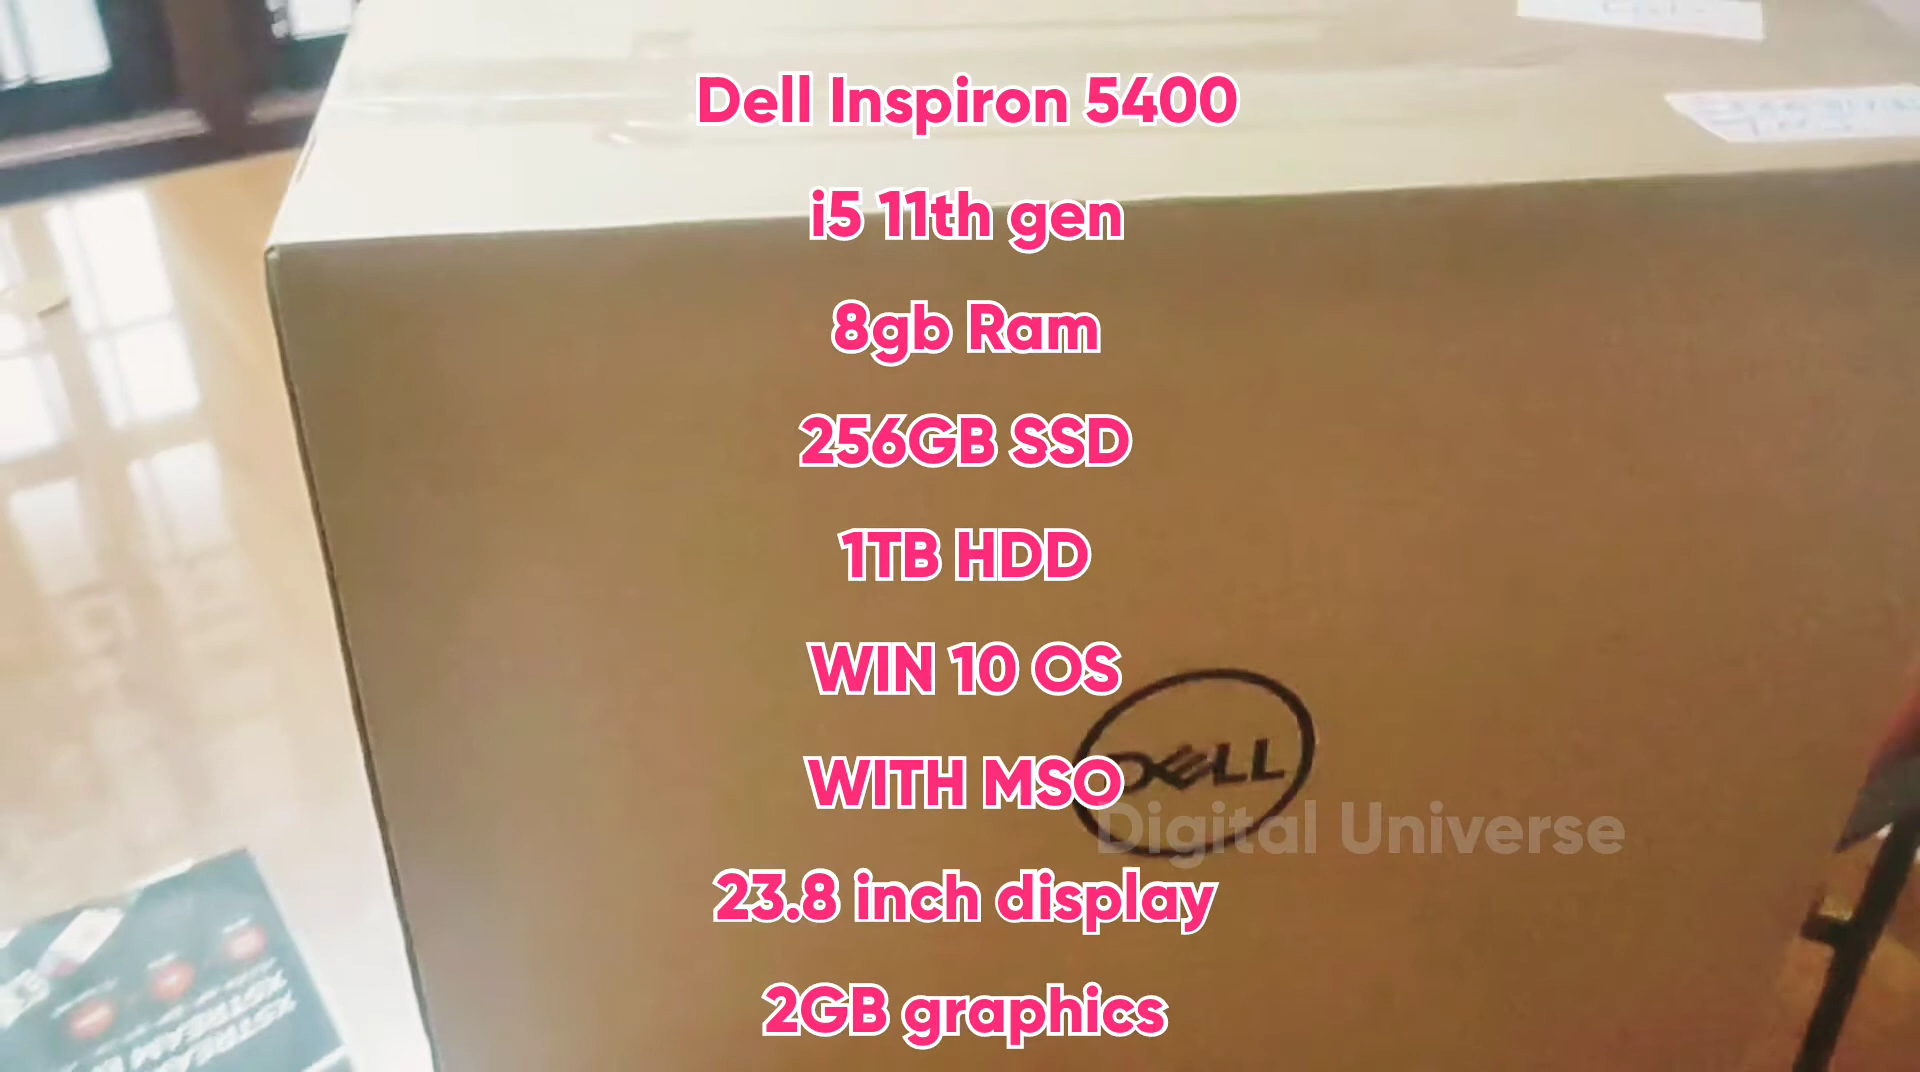 Dell Inspiron 5400
i5 11th gen
8gb Ram
256GB SSD
1TB HDD
WIN 10 OS
WITH MSO
DELL
Digital Universe
23.8 inch display
2GB graphics
XSTREAM